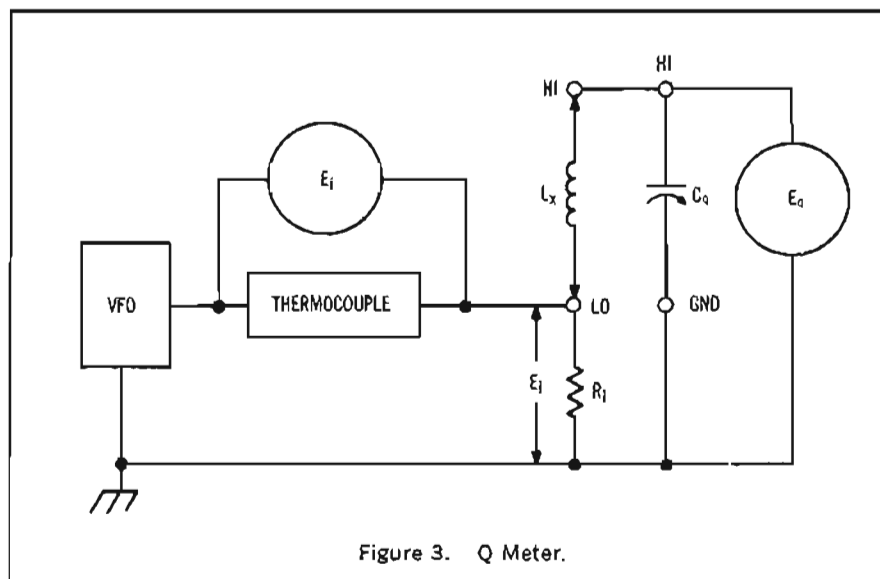 HI
HI
Ei
Lx
Cq
Eq
VFO
THERMOCOUPLE
LO
GND
Ei
Ri
Figure 3. Q Meter.